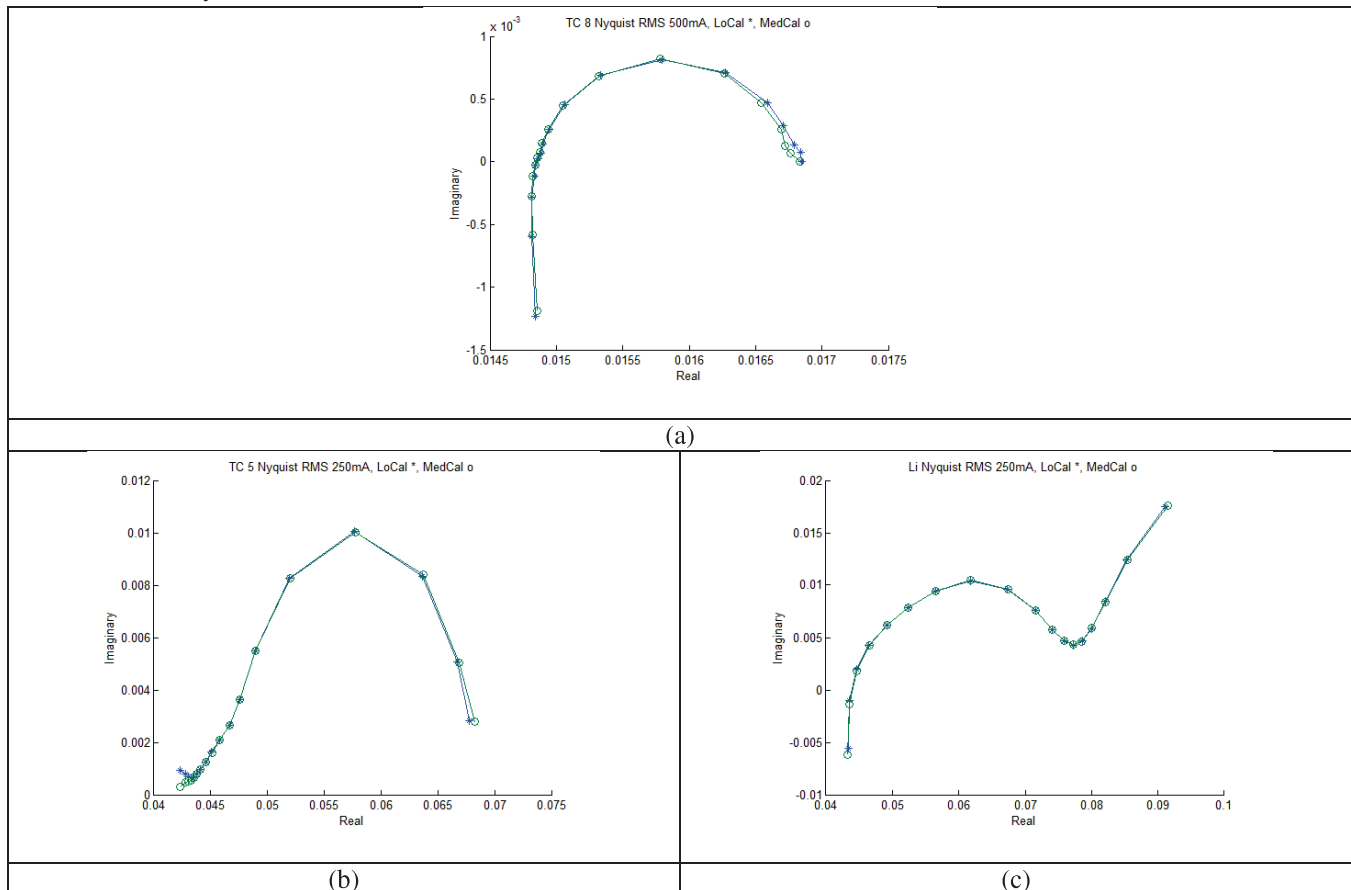 TC 8 Nyquist RMS 500mA, LoCal *, MedCal o
x 10-3
1
0.5
0
-0.5
-1
-1.5
Imaginary
0.0145 0.015 0.0155 0.016 0.0165 0.017 0.0175
Real
(a)
TC 5 Nyquist RMS 250mA, LoCal *, MedCal o
0.012
0.01
0.008
0.006
0.004
0.002
0
Imaginary
0.04 0.045 0.05 0.055 0.06 0.065 0.07 0.075
Real
(b)
Li Nyquist RMS 250mA, LoCal *, MedCal o
0.02
0.015
0.01
0.005
0
-0.005
-0.01
Imaginary
0.04 0.05 0.06 0.07 0.08 0.09 0.1
Real
(c)